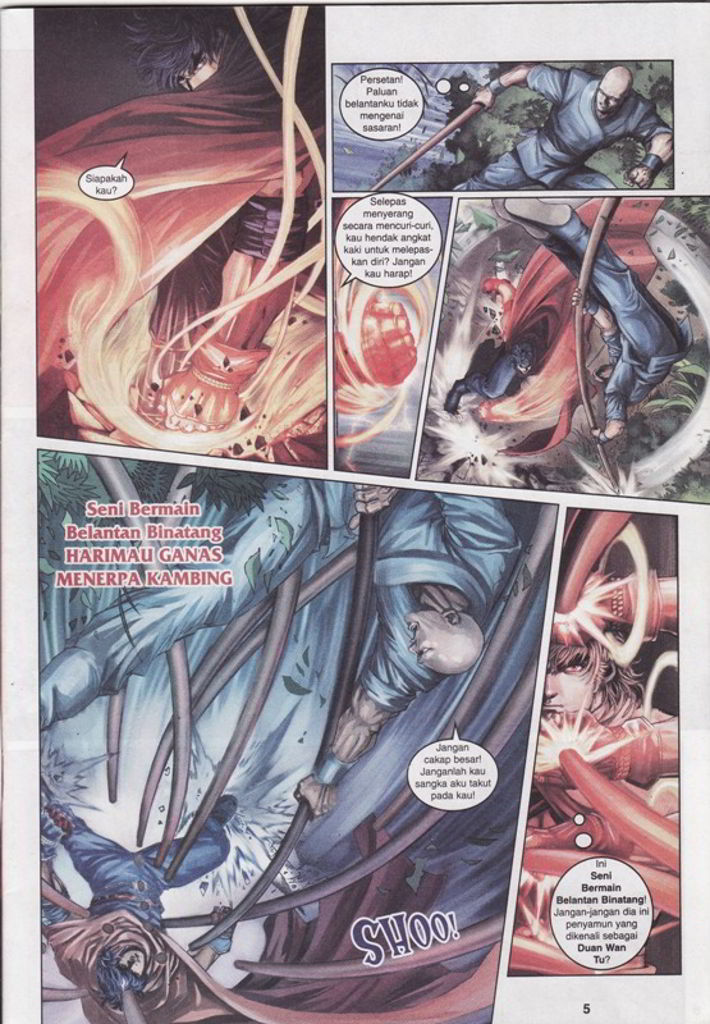 Siapakah
kau?
Persetan!
Paluan
belantanku tidak
mengenai
sasaran!
Selepas
menyerang
secara mencuri-curi,
kau hendak angkat
kaki untuk melepas-
kan diri? Jangan
kau harap!
Seni Bermain
Belantan Binatang
HARIMAU GANAS
MENERPA KAMBING
Jangan
cakap besar!
Janganlah kau
sangka aku takut
pada kau!
SHOO!
Ini
Seni
Bermain
Belantan Binatang!
Jangan-jangan dia ini
penyamun yang
dikenali sebagai
Duan Wan
Tu?
5